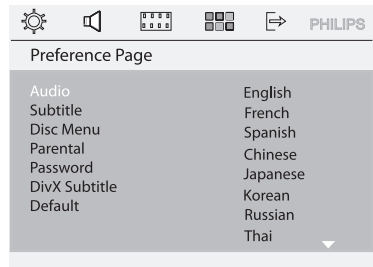 PHILIPS
Preference Page
Audio
Subtitle
Disc Menu
Parental
Password
DivX Subtitle
Default
English
French
Spanish
Chinese
Japanese
Korean
Russian
Thai